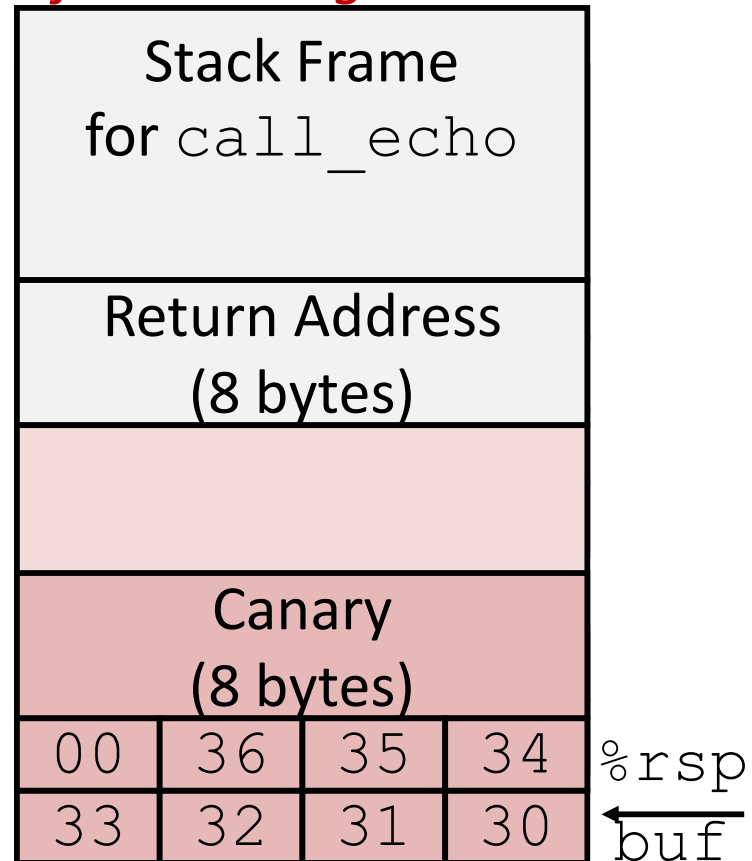 Stack Frame
for call_echo
Return Address
(8 bytes)
Canary
(8 bytes)
00 36 35 34 %rsp
33 32 31 30 buf